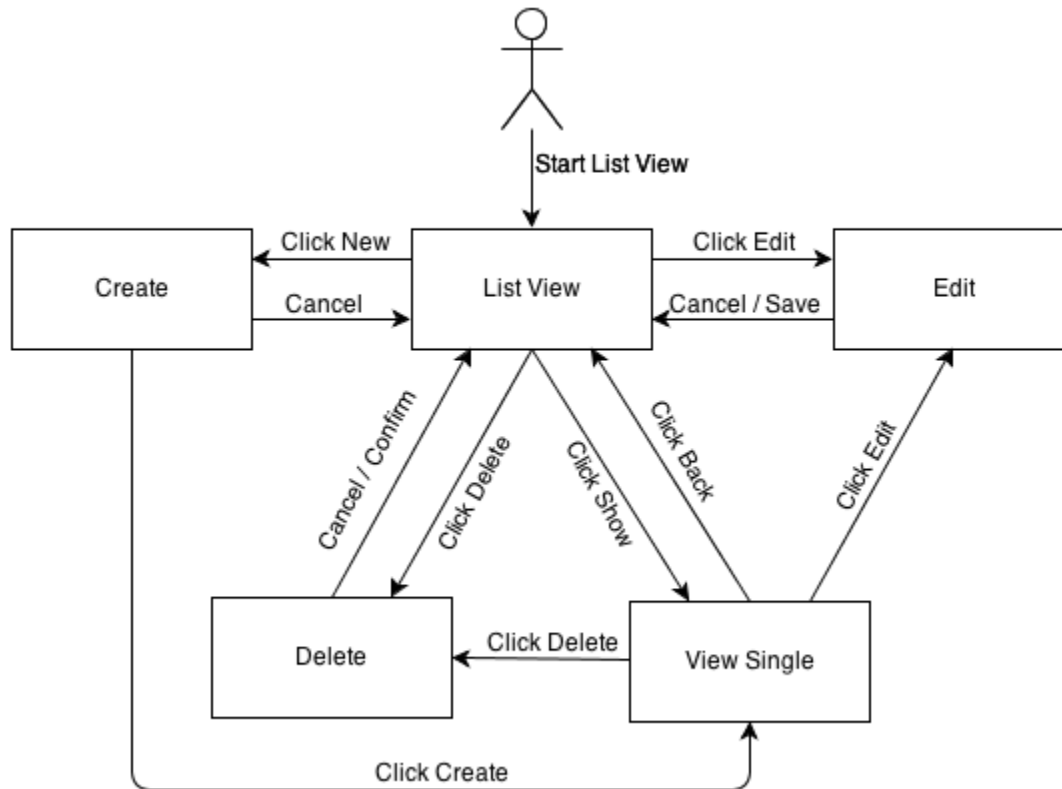 Start List View
Click New
Click Edit
Create
List View
Edit
Cancel
Cancel / Save
Cancel / Confirm
Click Delete
Click Show
Click Back
Click Edit
Delete
Click Delete
View Single
Click Create